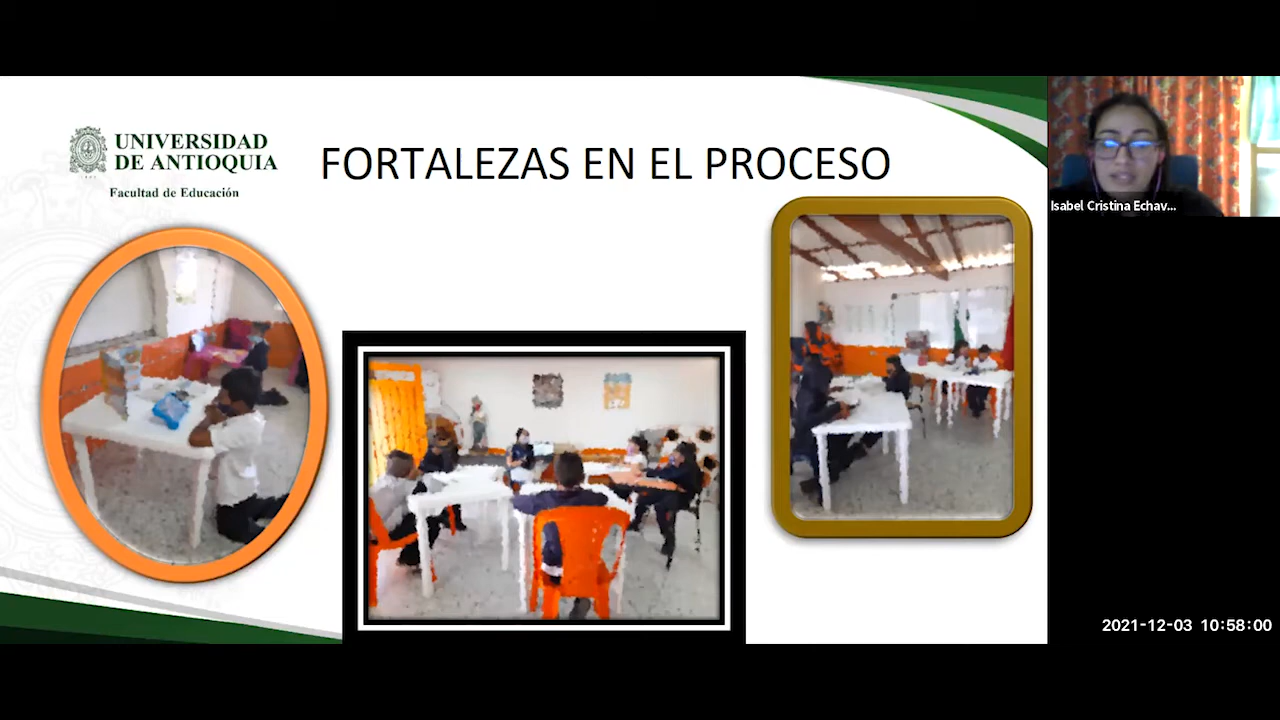 UNIVERSIDAD
DE ANTIOQUIA
Facultad de Educación
FORTALEZAS EN EL PROCESO
Isabel Cristina Echav...
2021-12-03 10:58:00